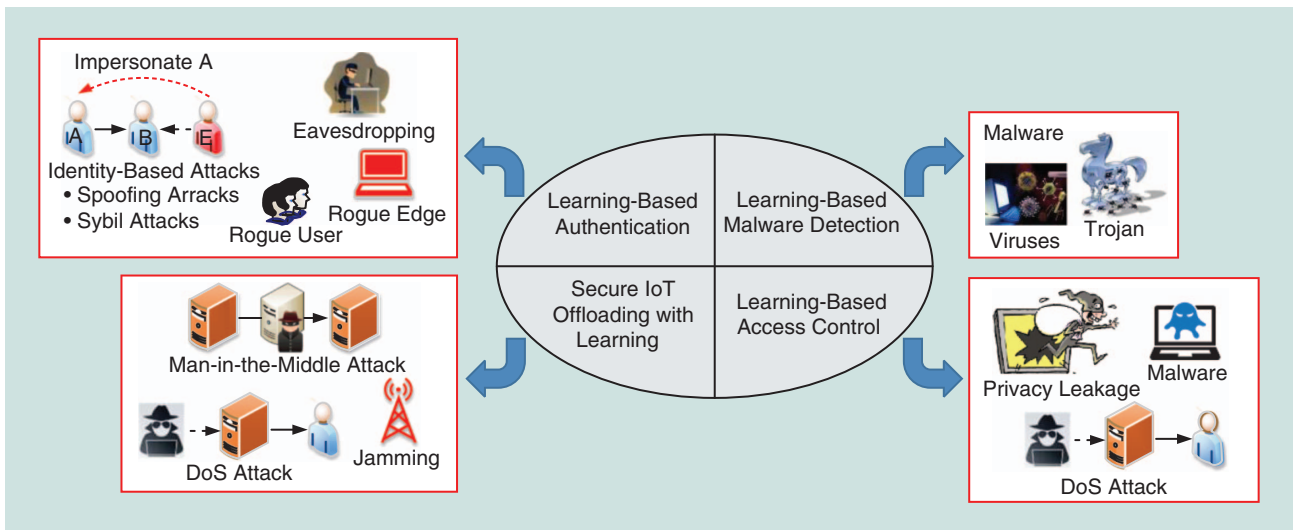 Impersonate A
A
B
E
Identity-Based Attacks
• Spoofing Arracks
• Sybil Attacks
Eavesdropping
Rogue Edge
Rogue User
Learning-Based
Authentication
Learning-Based
Malware Detection
Secure IoT
Offloading with
Learning
Learning-Based
Access Control
Malware
Viruses
Trojan
Man-in-the-Middle Attack
DoS Attack
Jamming
Privacy Leakage
Malware
DoS Attack